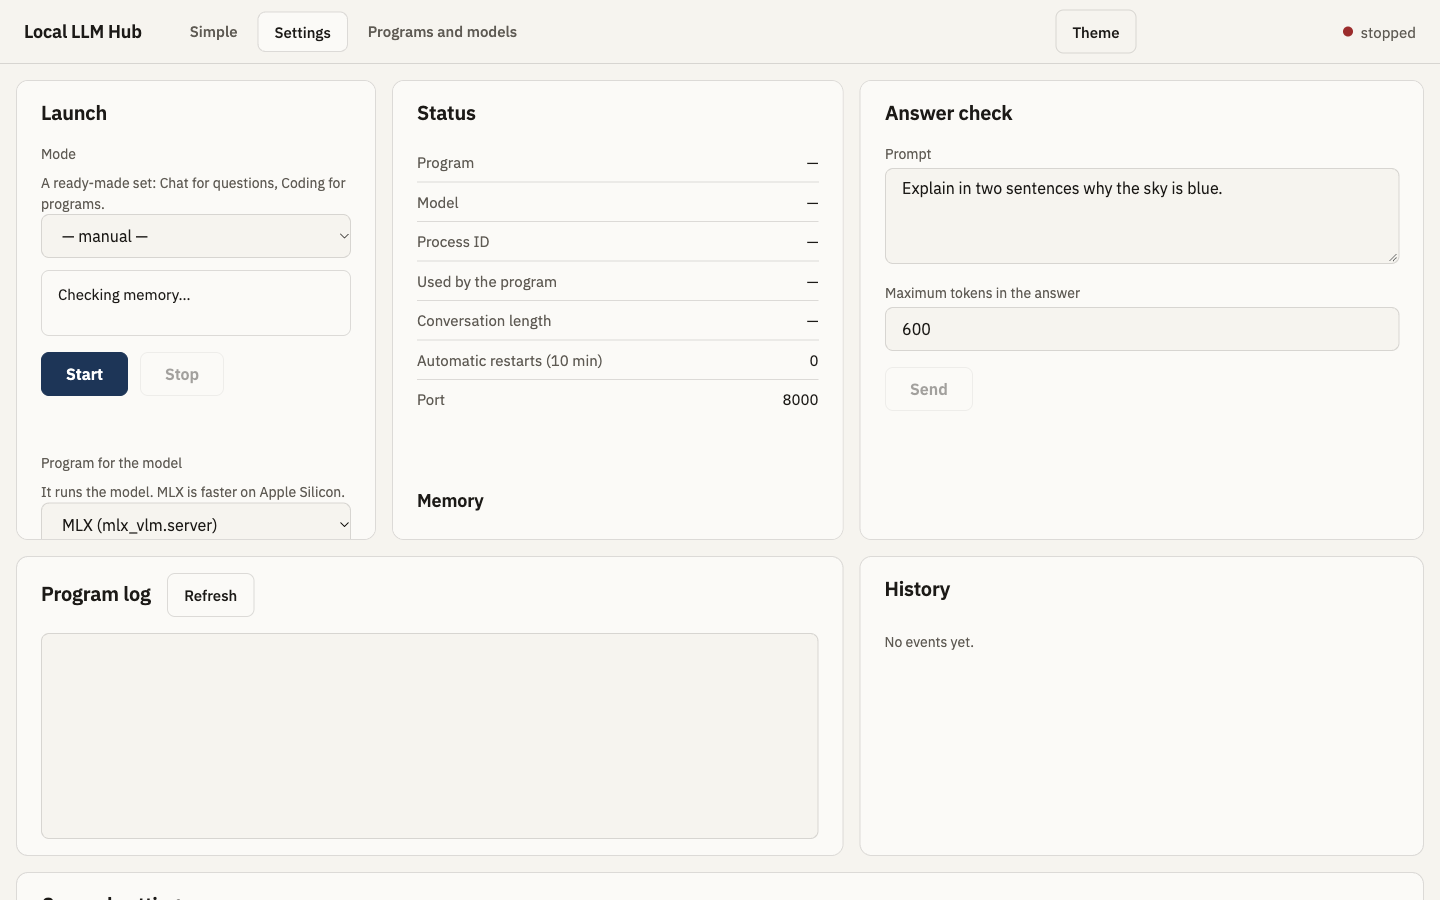 Local LLM Hub
Simple
Settings
Programs and models
Theme
stopped
Launch
Mode
A ready-made set: Chat for questions, Coding for
programs.
— manual —
Checking memory...
Start
Stop
Program for the model
It runs the model. MLX is faster on Apple Silicon.
MLX (mlx_vlm.server)
Status
Program —
Model —
Process ID —
Used by the program —
Conversation length —
Automatic restarts (10 min) 0
Port 8000
Memory
Answer check
Prompt
Explain in two sentences why the sky is blue.
Maximum tokens in the answer
600
Send
Program log
Refresh
History
No events yet.